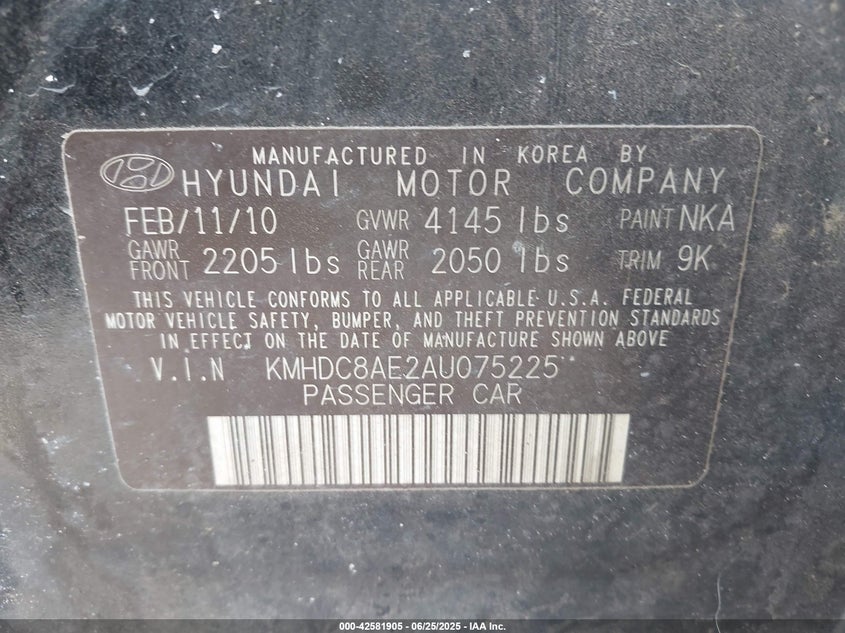 MANUFACTURED IN KOREA BY
HYUNDAI MOTOR COMPANY
FEB/11/10 GVWR 4145 lbs PAINT NKA
GAWR FRONT 2205 lbs GAWR REAR 2050 lbs TRIM 9K
THIS VEHICLE CONFORMS TO ALL APPLICABLE U.S.A. FEDERAL
MOTOR VEHICLE SAFETY, BUMPER, AND THEFT PREVENTION STANDARDS
IN EFFECT ON THE DATE OF MANUFACTURE SHOWN ABOVE
V.I.N KMHDC8AE2AU075225
PASSENGER CAR
000-42581905 - 06/25/2025 - IAA Inc.